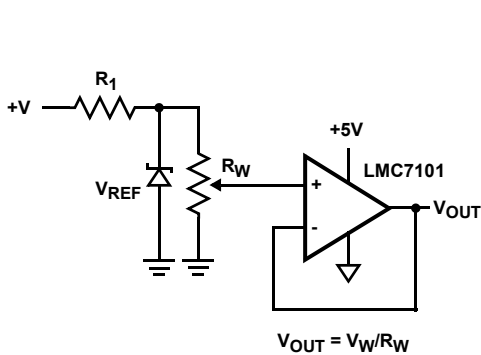 R1
+V
+5V
RW
LMC7101
VREF
+
VOUT
-
VOUT = VW/RW